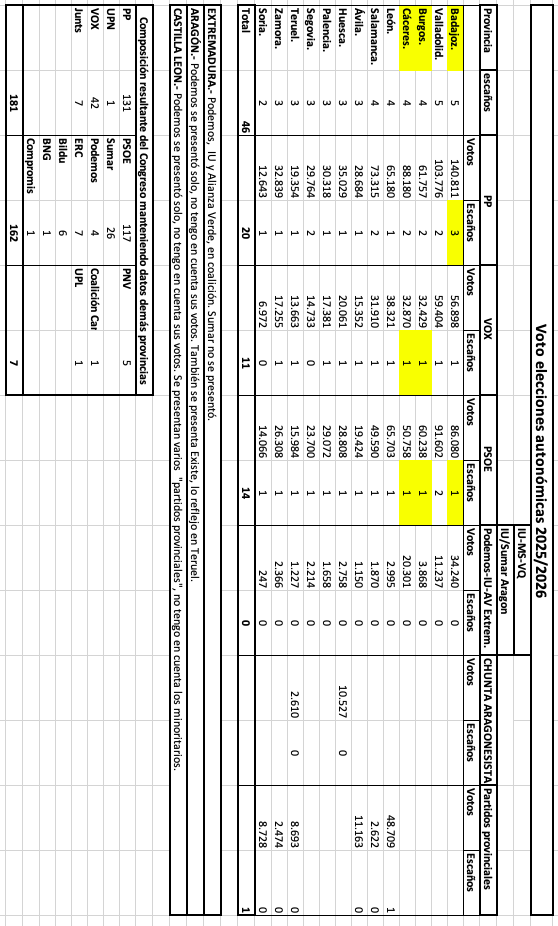 Voto elecciones autonómicas 2025/2026
IU-MS-VQ
IU/Sumar Aragon
Provincia escaños PP VOX PSOE Podemos-IU-AV Extrem. CHUNTA ARAGONESISTA Partidos provinciales
Votos Escaños Votos Escaños Votos Escaños Votos Escaños Votos Escaños Votos Escaños
Badajoz. 5 140.811 3 56.898 1 86.080 1 34.240 0
Valladolid. 5 103.776 2 59.404 1 91.602 2 11.237 0
Burgos. 4 61.757 2 32.429 1 60.238 1 3.868 0
Cáceres. 4 88.180 2 32.870 1 50.758 1 20.301 0
León. 4 65.180 1 38.321 1 65.703 1 2.995 0 48.709 1
Salamanca. 4 73.315 2 31.910 1 49.590 1 1.870 0 2.622 0
Ávila. 3 28.684 1 15.352 1 19.424 1 1.150 0 11.163 0
Huesca. 3 35.029 1 20.061 1 28.808 1 2.758 0 10.527 0
Palencia. 3 30.318 1 17.381 1 29.072 1 1.658 0
Segovia. 3 29.764 2 14.733 0 23.700 1 2.214 0
Teruel. 3 19.354 1 13.663 1 15.984 1 1.227 0 2.610 0 8.693 0
Zamora. 3 32.839 1 17.255 1 26.308 1 2.366 0 2.474 0
Soria. 2 12.643 1 6.972 0 14.066 1 247 0 8.728 0
Total 46 20 11 14 0 1
EXTREMADURA.- Podemos, IU y Alianza Verde, en coalición. Sumar no se presentó.
ARAGÓN.- Podemos se presentó solo, no tengo en cuenta sus votos. También se presenta Existe, lo reflejo en Teruel.
CASTILLA LEON.- Podemos se presentó solo, no tengo en cuenta sus votos. Se presentan varios "partidos provinciales", no tengo en cuenta los minoritarios.
Composición resultante del Congreso manteniendo datos demás provincias
PP 131 PSOE 117 PNV 5
UPN 1 Sumar 26
VOX 42 Podemos 4 Coalición Car 1
Junts 7 ERC 7 UPL 1
Bildu 6
BNG 1
Compromis 1
181 162 7